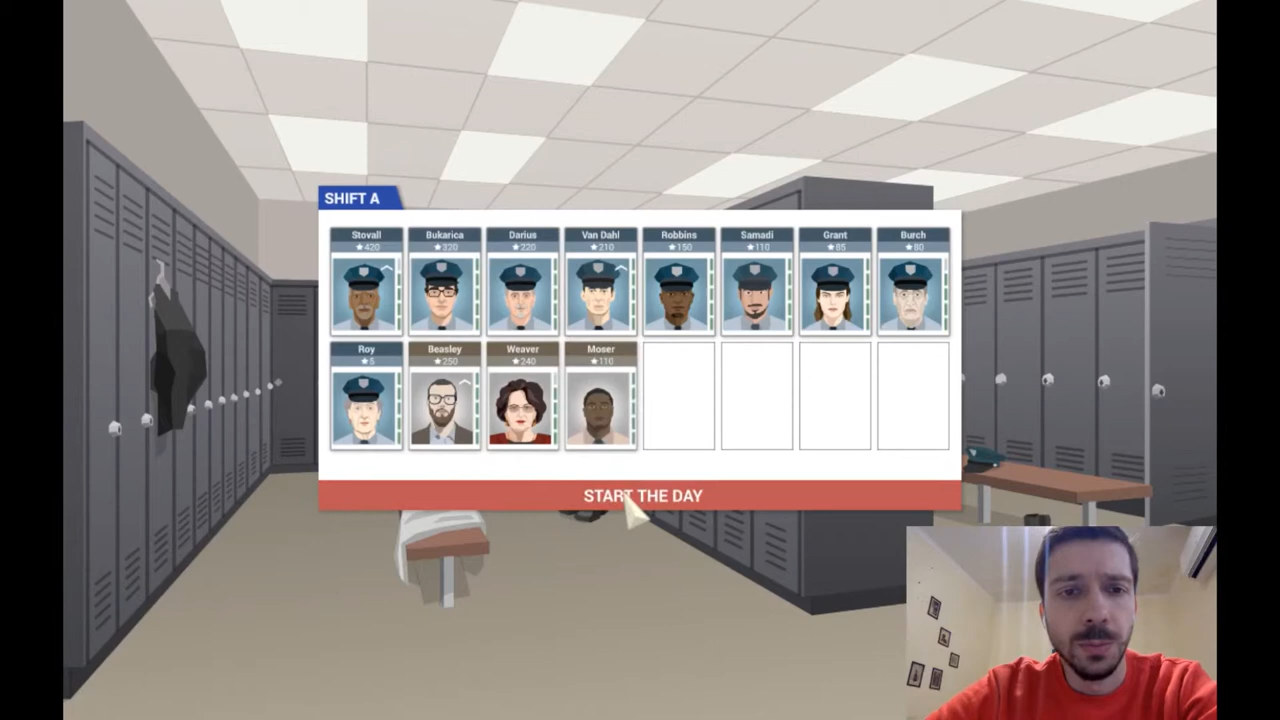 SHIFT A
Stovall Bukarica Darius Van Dahl Robbins Samadi Grant Burch
★420 ★320 ★220 ★210 ★150 ★110 ★85 ★80
Roy Beasley Weaver Moser
★5 ★250 ★240 ★110
START THE DAY